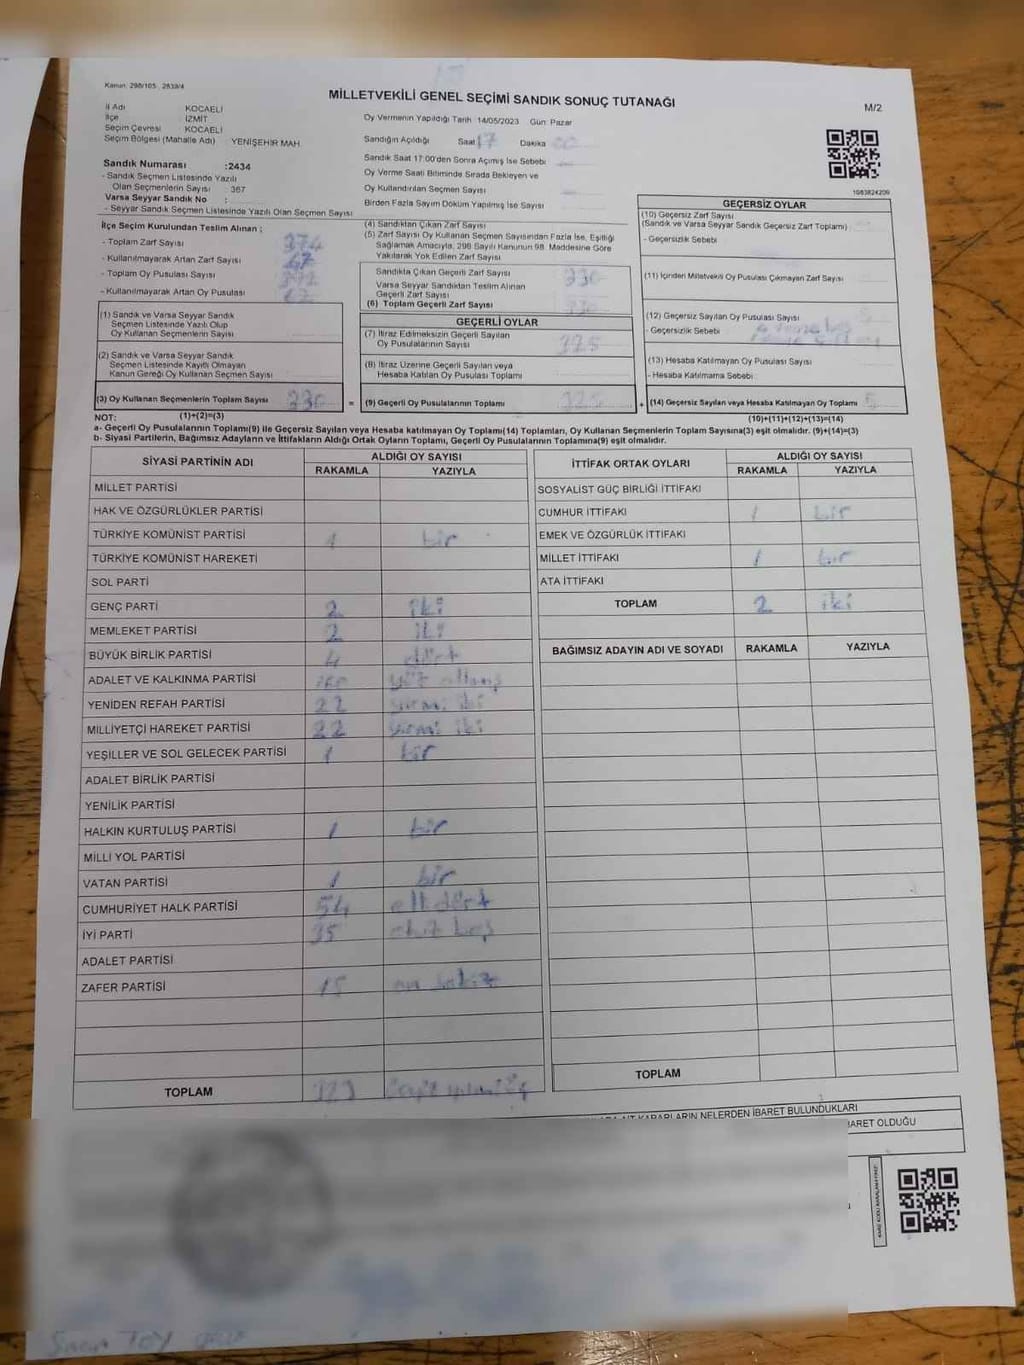 Kanun: 298/105 2839/4
MİLLETVEKİLİ GENEL SEÇİMİ SANDIK SONUÇ TUTANAĞI
M/2
İl Adı KOCAELİ
İlçe İZMİT
Seçim Çevresi KOCAELİ
Seçim Bölgesi (Mahalle Adı) YENİŞEHİR MAH.
Sandık Numarası :2434
- Sandık Seçmen Listesinde Yazılı
Olan Seçmenlerin Sayısı : 367
Varsa Seyyar Sandık No :
- Seyyar Sandık Seçmen Listesinde Yazılı Olan Seçmen Sayısı
Oy Vermenin Yapıldığı Tarih 14/05/2023 Gün: Pazar
Sandığın Açıldığı Saat 17 Dakika 00
Sandık Saat 17:00'den Sonra Açımış İse Sebebi
Oy Verme Saati Bitiminde Sırada Bekleyen ve
Oy Kullandırılan Seçmen Sayısı
Birden Fazla Sayım Döküm Yapılmış İse Sayısı
1083824209
İlçe Seçim Kurulundan Teslim Alınan ;
- Toplam Zarf Sayısı 374
- Kullanılmayarak Artan Zarf Sayısı
- Toplam Oy Pusulası Sayısı
- Kullanılmayarak Artan Oy Pusulası
(1) Sandık ve Varsa Seyyar Sandık
Seçmen Listesinde Yazılı Olup
Oy Kullanan Seçmenlerin Sayısı
(2) Sandık ve Varsa Seyyar Sandık
Seçmen Listesinde Kayıtlı Olmayan
Kanun Gereği Oy Kullanan Seçmen Sayısı
(3) Oy Kullanan Seçmenlerin Toplam Sayısı 330 =
(1)+(2)=(3)
(4) Sandıktan Çıkan Zarf Sayısı
(5) Zarf Sayısı Oy Kullanan Seçmen Sayısından Fazla İse, Eşitliği
Sağlamak Amacıyla, 298 Sayılı Kanunun 98. Maddesine Göre
Yakılarak Yok Edilen Zarf Sayısı
Sandıkta Çıkan Geçerli Zarf Sayısı 330
Varsa Seyyar Sandıktan Teslim Alınan
Geçerli Zarf Sayısı
(6) Toplam Geçerli Zarf Sayısı 330
GEÇERLİ OYLAR
(7) İtiraz Edilmeksizin Geçerli Sayılan
Oy Pusulalarının Sayısı 325
(8) İtiraz Üzerine Geçerli Sayılan veya
Hesaba Katılan Oy Pusulası Toplamı
(9) Geçerli Oy Pusulalarının Toplamı 325 +
GEÇERSİZ OYLAR
(10) Geçersiz Zarf Sayısı
(Sandık ve Varsa Seyyar Sandık Geçersiz Zarf Toplamı)
- Geçersizlik Sebebi
(11) İçinden Milletvekili Oy Pusulası Çıkmayan Zarf Sayısı
(12) Geçersiz Sayılan Oy Pusulası Sayısı 5
- Geçersizlik Sebebi
(13) Hesaba Katılmayan Oy Pusulası Sayısı
- Hesaba Katılmama Sebebi
(14) Geçersiz Sayılan veya Hesaba Katılmayan Oy Toplamı 5
(10)+(11)+(12)+(13)=(14)
NOT:
a- Geçerli Oy Pusulalarının Toplamı(9) ile Geçersiz Sayılan veya Hesaba katılmayan Oy Toplamı(14) Toplamları, Oy Kullanan Seçmenlerin Toplam Sayısına(3) eşit olmalıdır. (9)+(14)=(3)
b- Siyasi Partilerin, Bağımsız Adayların ve İttifakların Aldığı Ortak Oyların Toplamı, Geçerli Oy Pusulalarının Toplamına(9) eşit olmalıdır.
SİYASİ PARTİNİN ADI ALDIĞI OY SAYISI
RAKAMLA YAZIYLA
MİLLET PARTİSİ
HAK VE ÖZGÜRLÜKLER PARTİSİ
TÜRKİYE KOMÜNİST PARTİSİ 1 bir
TÜRKİYE KOMÜNİST HAREKETİ
SOL PARTİ
GENÇ PARTİ 2 iki
MEMLEKET PARTİSİ 2 iki
BÜYÜK BİRLİK PARTİSİ 4 dört
ADALET VE KALKINMA PARTİSİ 160 yüz altmış
YENİDEN REFAH PARTİSİ 22 yirmi iki
MİLLİYETÇİ HAREKET PARTİSİ 22 yirmi iki
YEŞİLLER VE SOL GELECEK PARTİSİ 1 bir
ADALET BİRLİK PARTİSİ
YENİLİK PARTİSİ
HALKIN KURTULUŞ PARTİSİ 1 bir
MİLLİ YOL PARTİSİ
VATAN PARTİSİ 1 bir
CUMHURİYET HALK PARTİSİ 54 elli dört
İYİ PARTİ 35 otuz beş
ADALET PARTİSİ
ZAFER PARTİSİ 18 on sekiz
TOPLAM 323
İTTİFAK ORTAK OYLARI ALDIĞI OY SAYISI
RAKAMLA YAZIYLA
SOSYALİST GÜÇ BİRLİĞİ İTTİFAKI
CUMHUR İTTİFAKI 1 bir
EMEK VE ÖZGÜRLÜK İTTİFAKI
MİLLET İTTİFAKI 1 bir
ATA İTTİFAKI
TOPLAM 2 iki
BAĞIMSIZ ADAYIN ADI VE SOYADI RAKAMLA YAZIYLA
TOPLAM
KARARLARIN NELERDEN İBARET BULUNDUKLARI
İBARET OLDUĞU